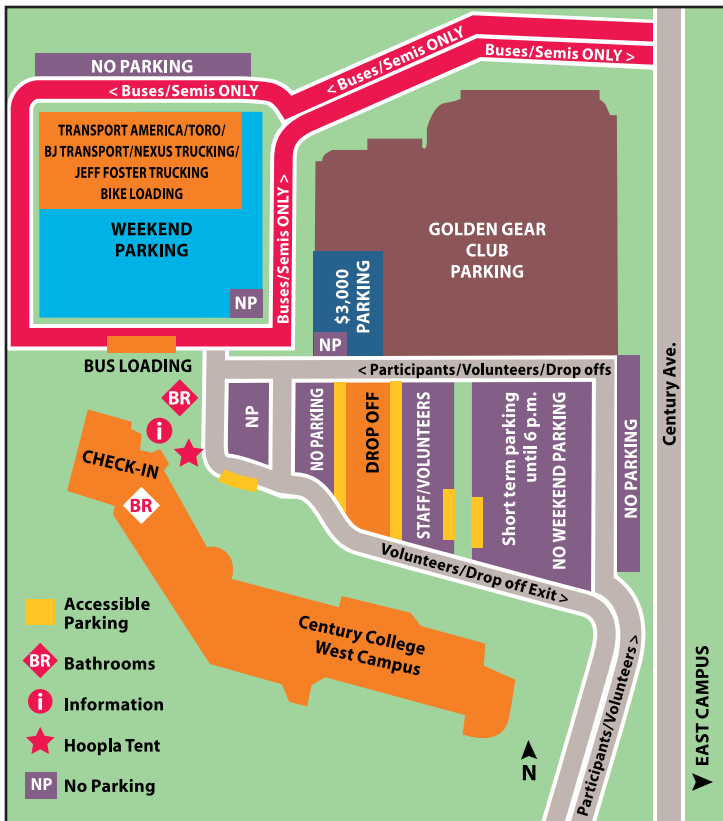 NO PARKING
< Buses/Semis ONLY
< Buses/Semis ONLY
Buses/Semis ONLY >
TRANSPORT AMERICA/TORO/
BJ TRANSPORT/NEXUS TRUCKING/
JEFF FOSTER TRUCKING
BIKE LOADING
WEEKEND
PARKING
NP
Buses/Semis ONLY >
GOLDEN GEAR
CLUB
PARKING
$3,000
PARKING
NP
Century Ave.
BUS LOADING
< Participants/Volunteers/Drop offs
BR
i
CHECK-IN
BR
NP
NO PARKING
DROP OFF
STAFF/VOLUNTEERS
Short term parking
until 6 p.m.
NO WEEKEND PARKING
NO PARKING
Volunteers/Drop off Exit >
Century College
West Campus
Participants/Volunteers >
EAST CAMPUS
N
Accessible
Parking
BR Bathrooms
i Information
Hoopla Tent
NP No Parking